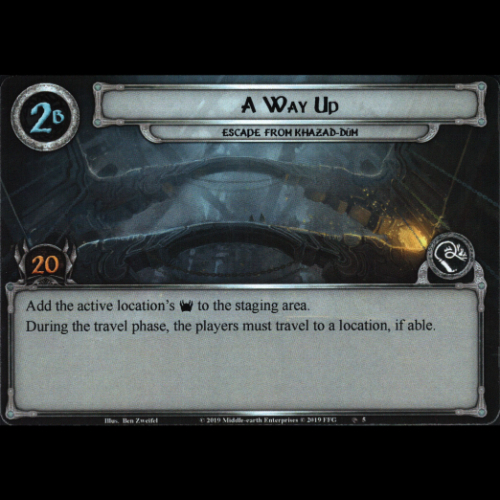 2B
A Way Up
ESCAPE FROM KHAZAD-DÛM
20
Add the active location's to the staging area.
During the travel phase, the players must travel to a location, if able.
Illus. Ben Zweifel © 2019 Middle-earth Enterprises © 2019 FFG 5